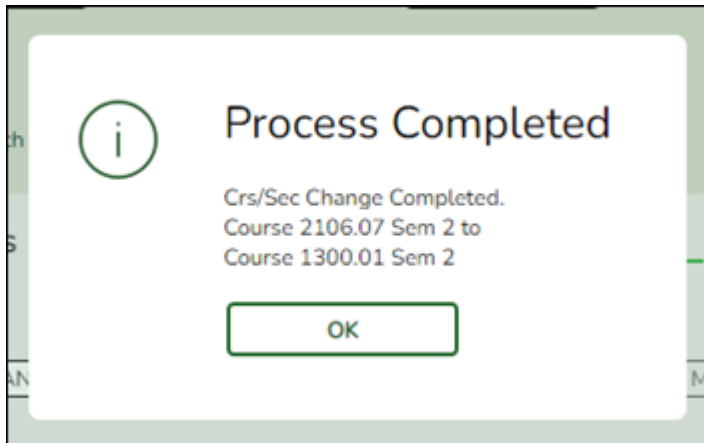 Process Completed
Crs/Sec Change Completed.
Course 2106.07 Sem 2 to
Course 1300.01 Sem 2
OK